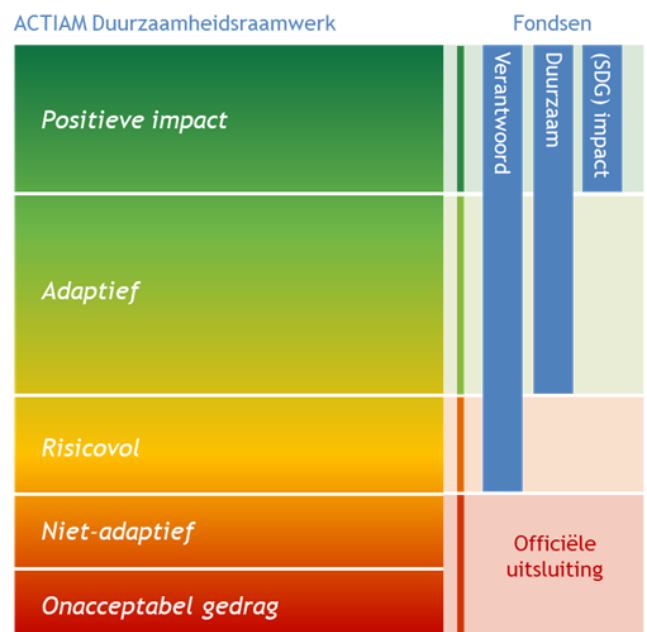 ACTIAM Duurzaamheidsraamwerk
Fondsen
Positieve impact
Verantwoord
Duurzaam
(SDG) impact
Adaptief
Risicovol
Niet-adaptief
Officiële
uitsluiting
Onacceptabel gedrag